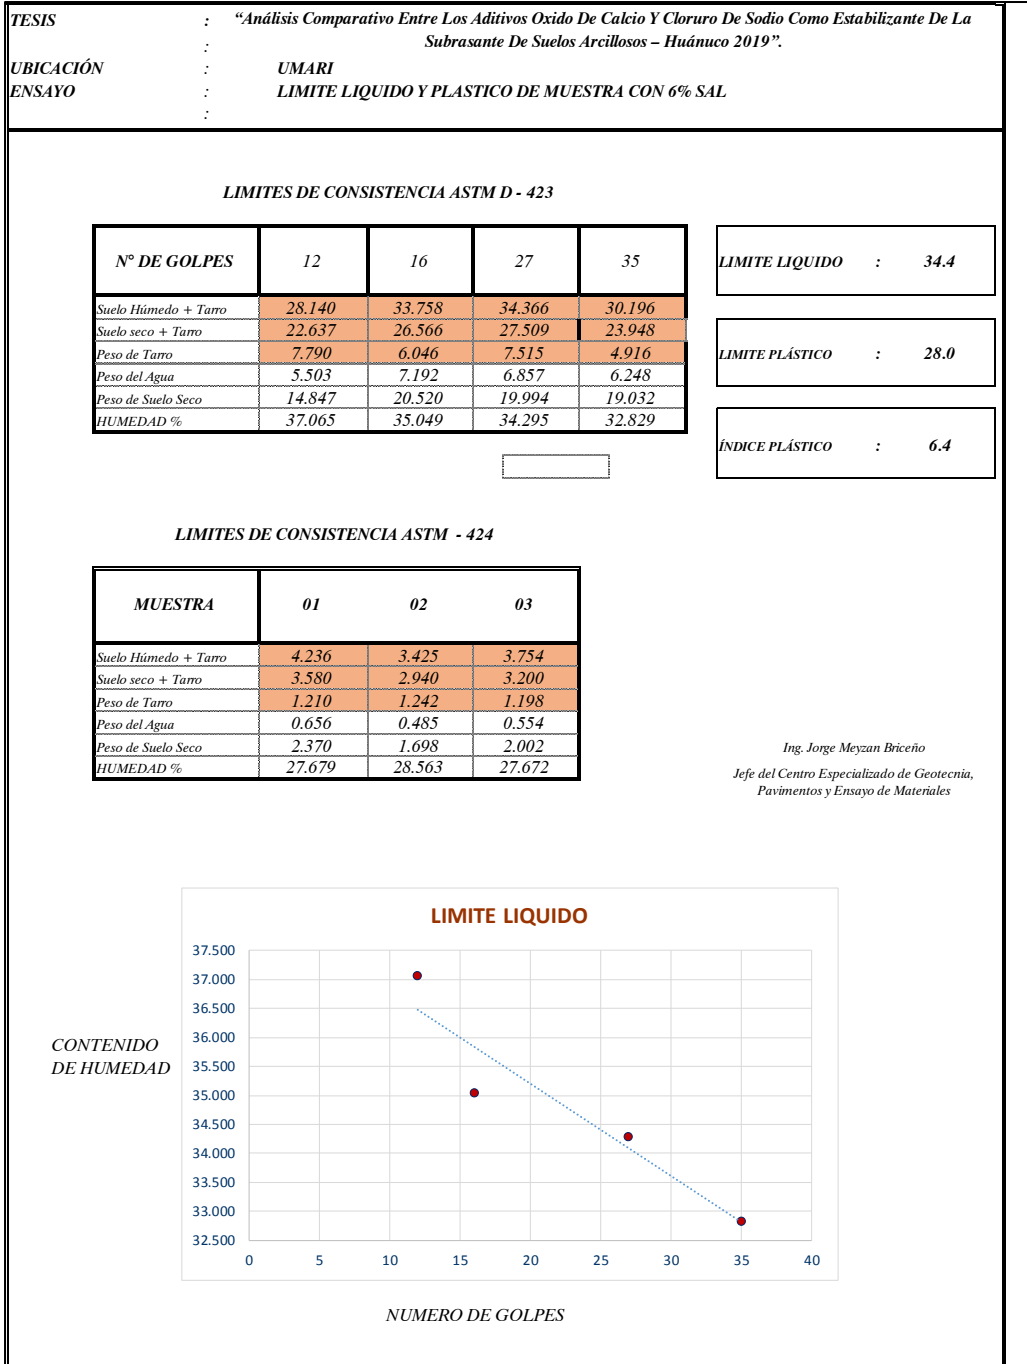 TESIS : “Análisis Comparativo Entre Los Aditivos Oxido De Calcio Y Cloruro De Sodio Como Estabilizante De La
: Subrasante De Suelos Arcillosos – Huánuco 2019”.
UBICACIÓN : UMARI
ENSAYO : LIMITE LIQUIDO Y PLASTICO DE MUESTRA CON 6% SAL
:
LIMITES DE CONSISTENCIA ASTM D - 423
N° DE GOLPES 12 16 27 35
Suelo Húmedo + Tarro 28.140 33.758 34.366 30.196
Suelo seco + Tarro 22.637 26.566 27.509 23.948
Peso de Tarro 7.790 6.046 7.515 4.916
Peso del Agua 5.503 7.192 6.857 6.248
Peso de Suelo Seco 14.847 20.520 19.994 19.032
HUMEDAD % 37.065 35.049 34.295 32.829
LIMITE LIQUIDO : 34.4
LIMITE PLÁSTICO : 28.0
ÍNDICE PLÁSTICO : 6.4
LIMITES DE CONSISTENCIA ASTM - 424
MUESTRA 01 02 03
Suelo Húmedo + Tarro 4.236 3.425 3.754
Suelo seco + Tarro 3.580 2.940 3.200
Peso de Tarro 1.210 1.242 1.198
Peso del Agua 0.656 0.485 0.554
Peso de Suelo Seco 2.370 1.698 2.002
HUMEDAD % 27.679 28.563 27.672
Ing. Jorge Meyzan Briceño
Jefe del Centro Especializado de Geotecnia,
Pavimentos y Ensayo de Materiales
LIMITE LIQUIDO
37.500
37.000
36.500
36.000
35.500
35.000
34.500
34.000
33.500
33.000
32.500
0 5 10 15 20 25 30 35 40
CONTENIDO
DE HUMEDAD
NUMERO DE GOLPES